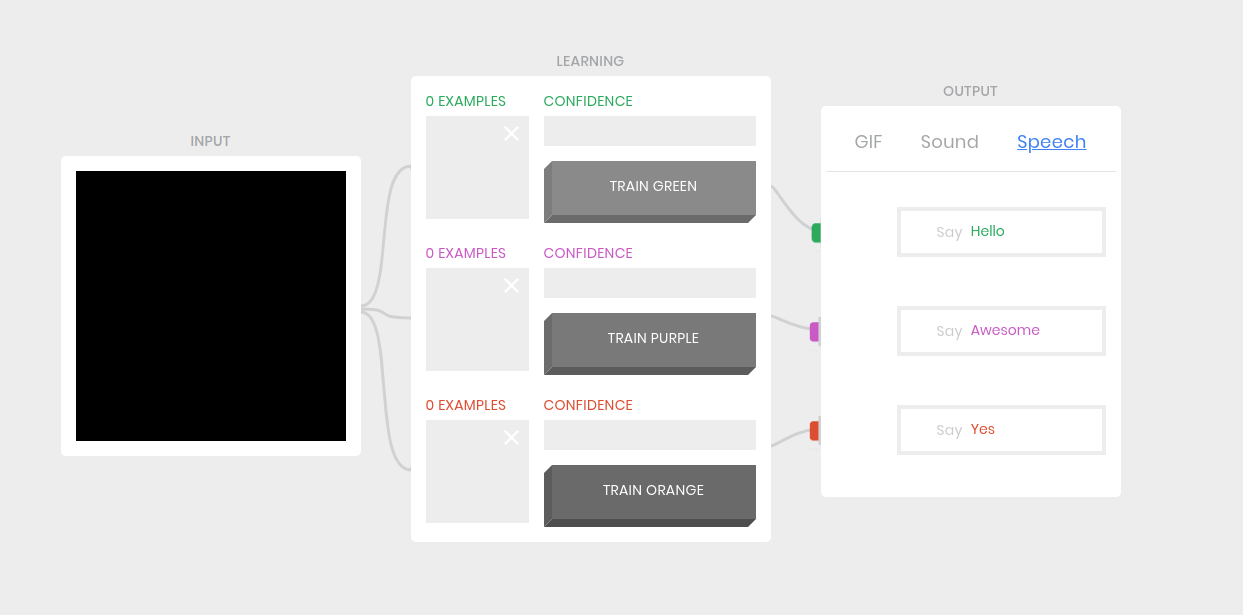 INPUT
LEARNING
0 EXAMPLES
CONFIDENCE
TRAIN GREEN
0 EXAMPLES
CONFIDENCE
TRAIN PURPLE
0 EXAMPLES
CONFIDENCE
TRAIN ORANGE
OUTPUT
GIF Sound Speech
Say Hello
Say Awesome
Say Yes